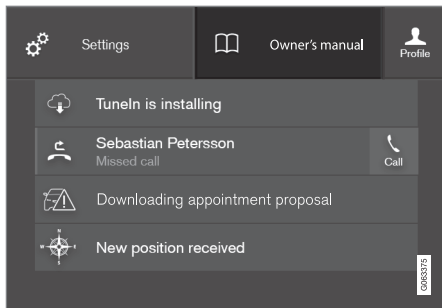 Settings
Owner's manual
Profile
TuneIn is installing
Sebastian Petersson
Missed call
Call
Downloading appointment proposal
New position received
G063375